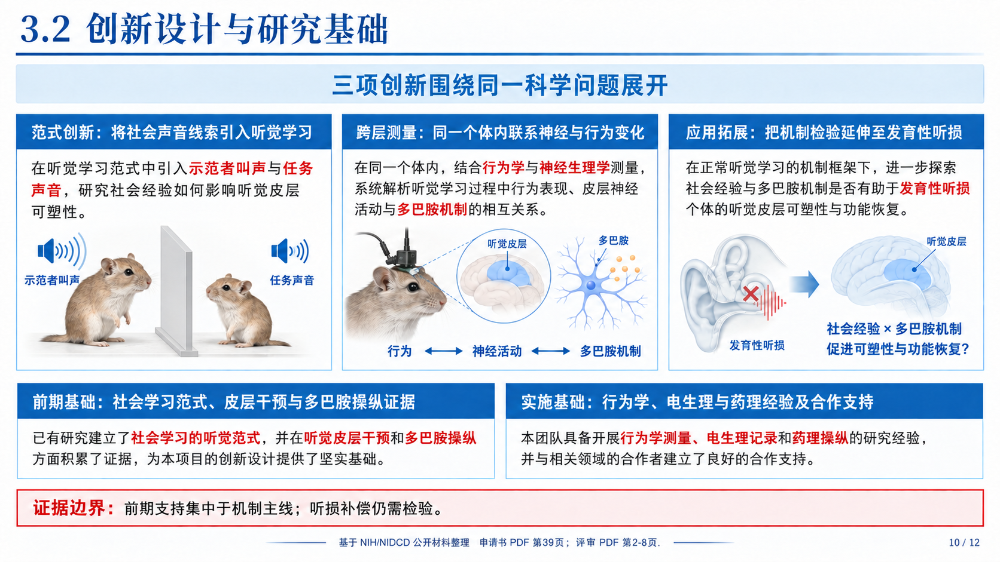 3.2 创新设计与研究基础
三项创新围绕同一科学问题展开
范式创新：将社会声音线索引入听觉学习
在听觉学习范式中引入示范者叫声与任务
声音，研究社会经验如何影响听觉皮层
可塑性。
示范者叫声
任务声音
跨层测量：同一个体内联系神经与行为变化
在同一个体内，结合行为学与神经生理学测量，
系统解析听觉学习过程中行为表现、皮层神经
活动与多巴胺机制的相互关系。
听觉皮层
多巴胺
行为
神经活动
多巴胺机制
应用拓展：把机制检验延伸至发育性听损
在正常听觉学习的机制框架下，进一步探索
社会经验与多巴胺机制是否有助于发育性听损
个体的听觉皮层可塑性与功能恢复。
听觉皮层
发育性听损
社会经验 × 多巴胺机制
促进可塑性与功能恢复？
前期基础：社会学习范式、皮层干预与多巴胺操纵证据
已有研究建立了社会学习的听觉范式，并在听觉皮层干预和多巴胺操纵
方面积累了证据，为本项目的创新设计提供了坚实基础。
实施基础：行为学、电生理与药理经验及合作支持
本团队具备开展行为学测量、电生理记录和药理操纵的研究经验，
并与相关领域的合作者建立了良好的合作支持。
证据边界：前期支持集中于机制主线；听损补偿仍需检验。
基于 NIH/NIDCD 公开材料整理 申请书 PDF 第39页；评审 PDF 第2-8页.
10 / 12